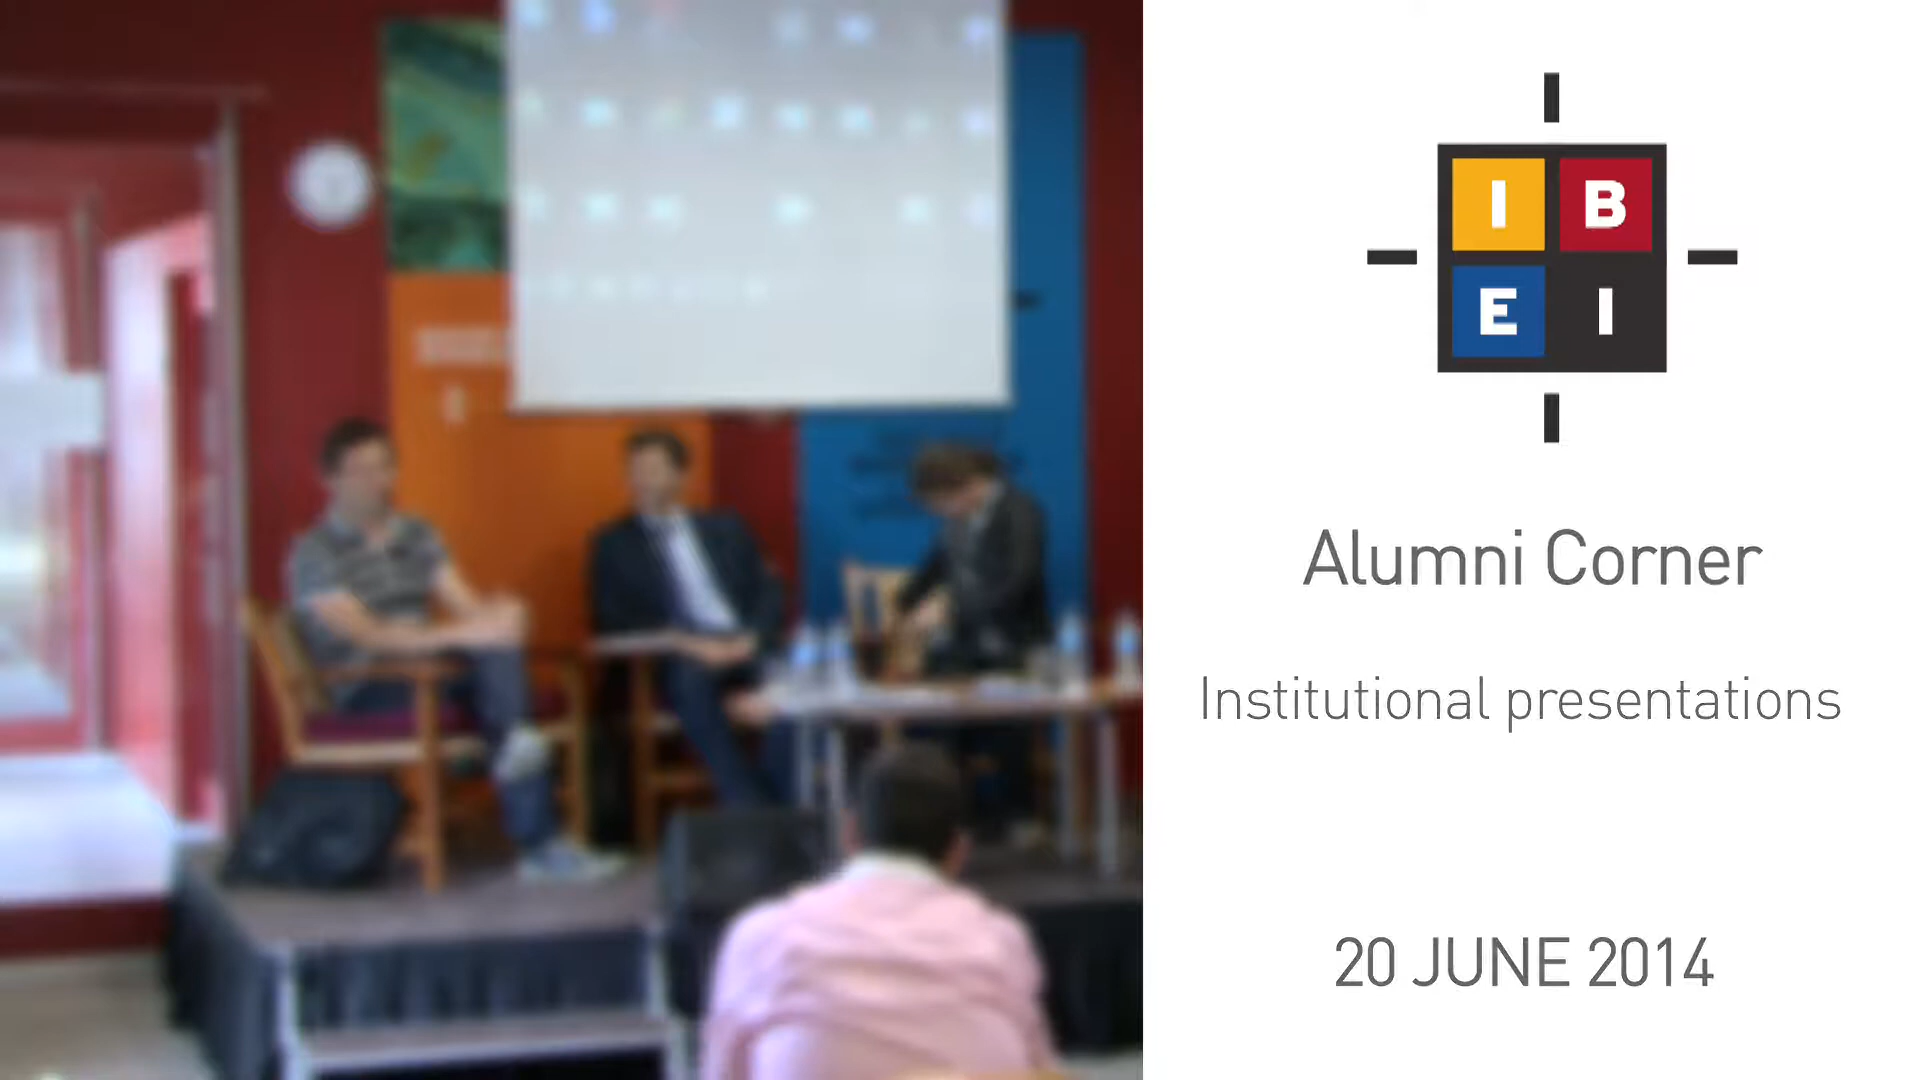 I B
E I
Alumni Corner
Institutional presentations
20 JUNE 2014